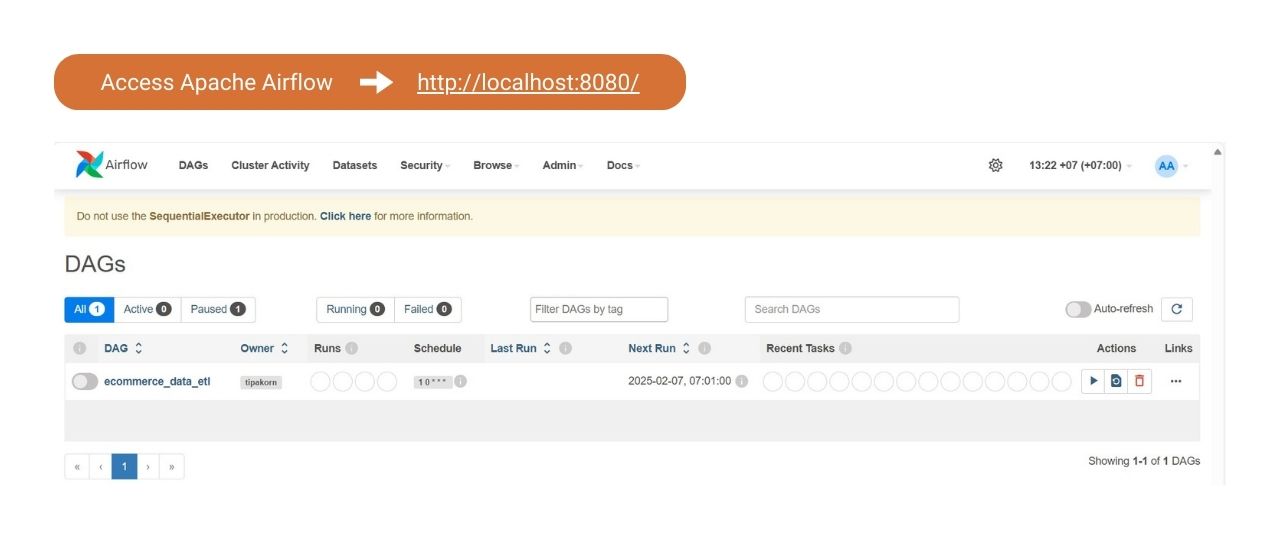 Access Apache Airflow http://localhost:8080/
Airflow DAGs Cluster Activity Datasets Security Browse Admin Docs 13:22 +07 (+07:00) AA
Do not use the SequentialExecutor in production. Click here for more information.
DAGs
All 1 Active 0 Paused 1 Running 0 Failed 0 Filter DAGs by tag Search DAGs Auto-refresh
DAG Owner Runs Schedule Last Run Next Run Recent Tasks Actions Links
ecommerce_data_etl tipakorn 1 0 * * * 2025-02-07, 07:01:00
« ‹ 1 › »
Showing 1-1 of 1 DAGs